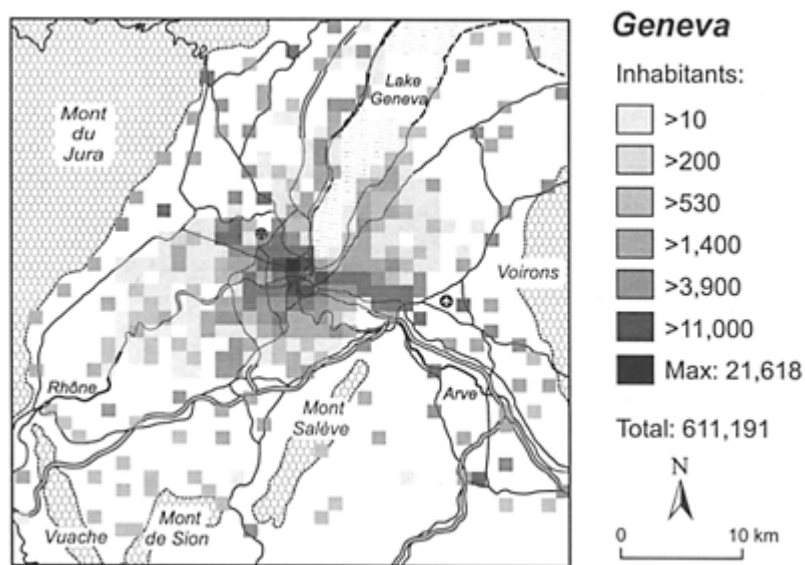 Geneva
Inhabitants:
>10
>200
>530
>1,400
>3,900
>11,000
Max: 21,618
Total: 611,191
N
0 10 km
Lake
Geneva
Mont
du
Jura
Voirons
Rhône
Mont
Salève
Arve
Vuache
Mont
de Sion